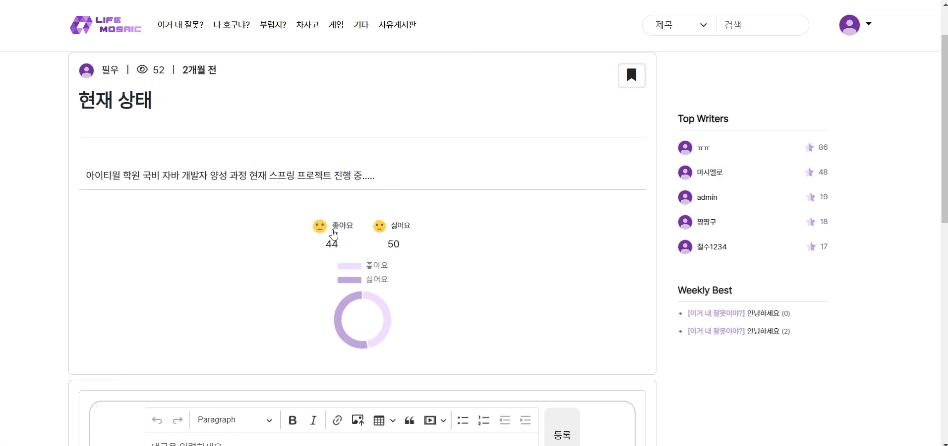 LIFE MOSAIC
이거 내 잘못? 나 호구냐? 부럽지? 차사고 게임 기타 자유게시판
제목 검색
필우 | 52 | 2개월 전
현재 상태
아이티윌 학원 국비 자바 개발자 양성 과정 현재 스프링 프로젝트 진행 중.....
좋아요 싫어요
44 50
좋아요
싫어요
Paragraph B I
등록
Top Writers
ㅠㅠ 86
마시멜로 48
admin 19
짱짱구 18
철수1234 17
Weekly Best
[이거 내 잘못이야?] 안녕하세요 (0)
[이거 내 잘못이야?] 안녕하세요 (2)